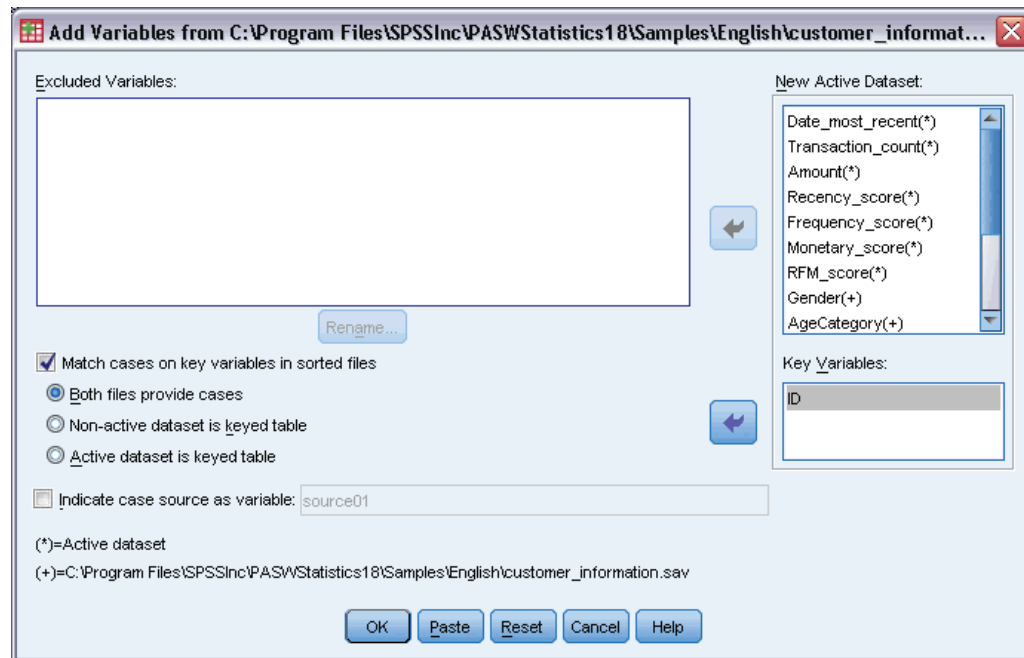 Add Variables from C:\Program Files\SPSSInc\PASWStatistics18\Samples\English\customer_informat...
Excluded Variables:
New Active Dataset:
Date_most_recent(*)
Transaction_count(*)
Amount(*)
Recency_score(*)
Frequency_score(*)
Monetary_score(*)
RFM_score(*)
Gender(+)
AgeCategory(+)
Rename...
Match cases on key variables in sorted files
Both files provide cases
Non-active dataset is keyed table
Active dataset is keyed table
Key Variables:
ID
Indicate case source as variable: source01
(*)=Active dataset
(+)=C:\Program Files\SPSSInc\PASWStatistics18\Samples\English\customer_information.sav
OK Paste Reset Cancel Help